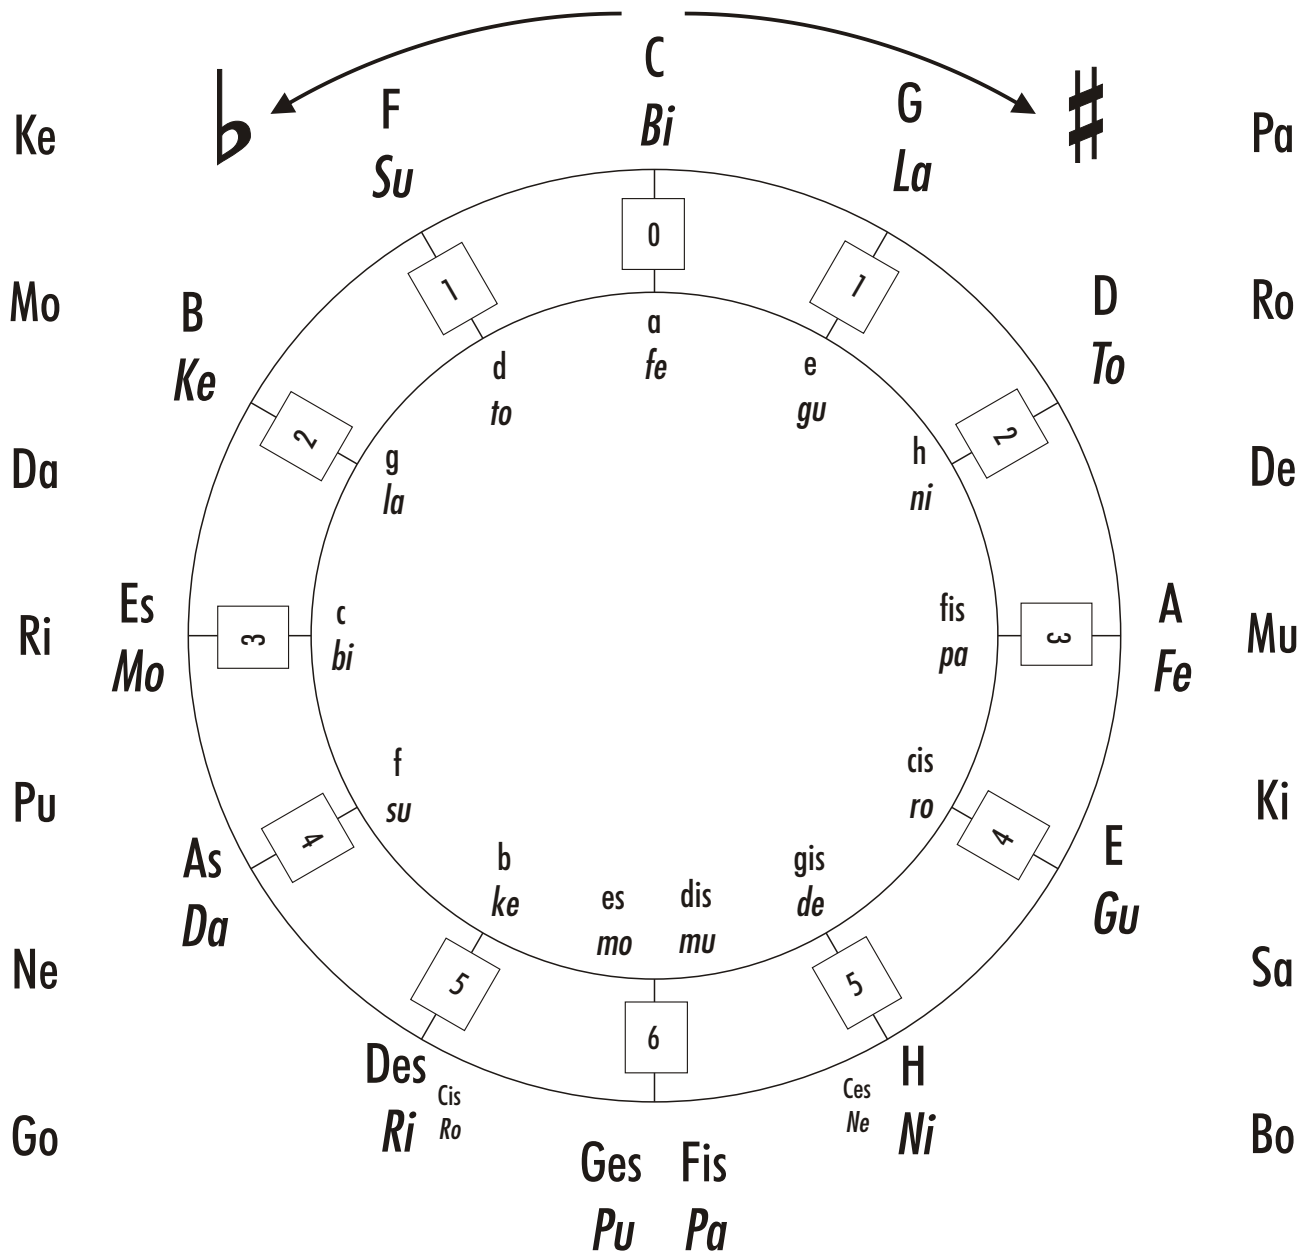 ♭
♯
C
Bi
F
Su
G
La
Ke
Pa
0
1
1
B
Ke
D
To
Mo
Ro
a
fe
d
to
e
gu
2
2
g
la
h
ni
Da
De
Es
Mo
3
c
bi
fis
pa
3
A
Fe
Ri
Mu
f
su
cis
ro
4
4
Pu
Ki
As
Da
E
Gu
b
ke
es
mo
dis
mu
gis
de
5
6
5
Ne
Sa
Des
Ri
Cis
Ro
Ces
Ne
H
Ni
Go
Bo
Ges
Pu
Fis
Pa